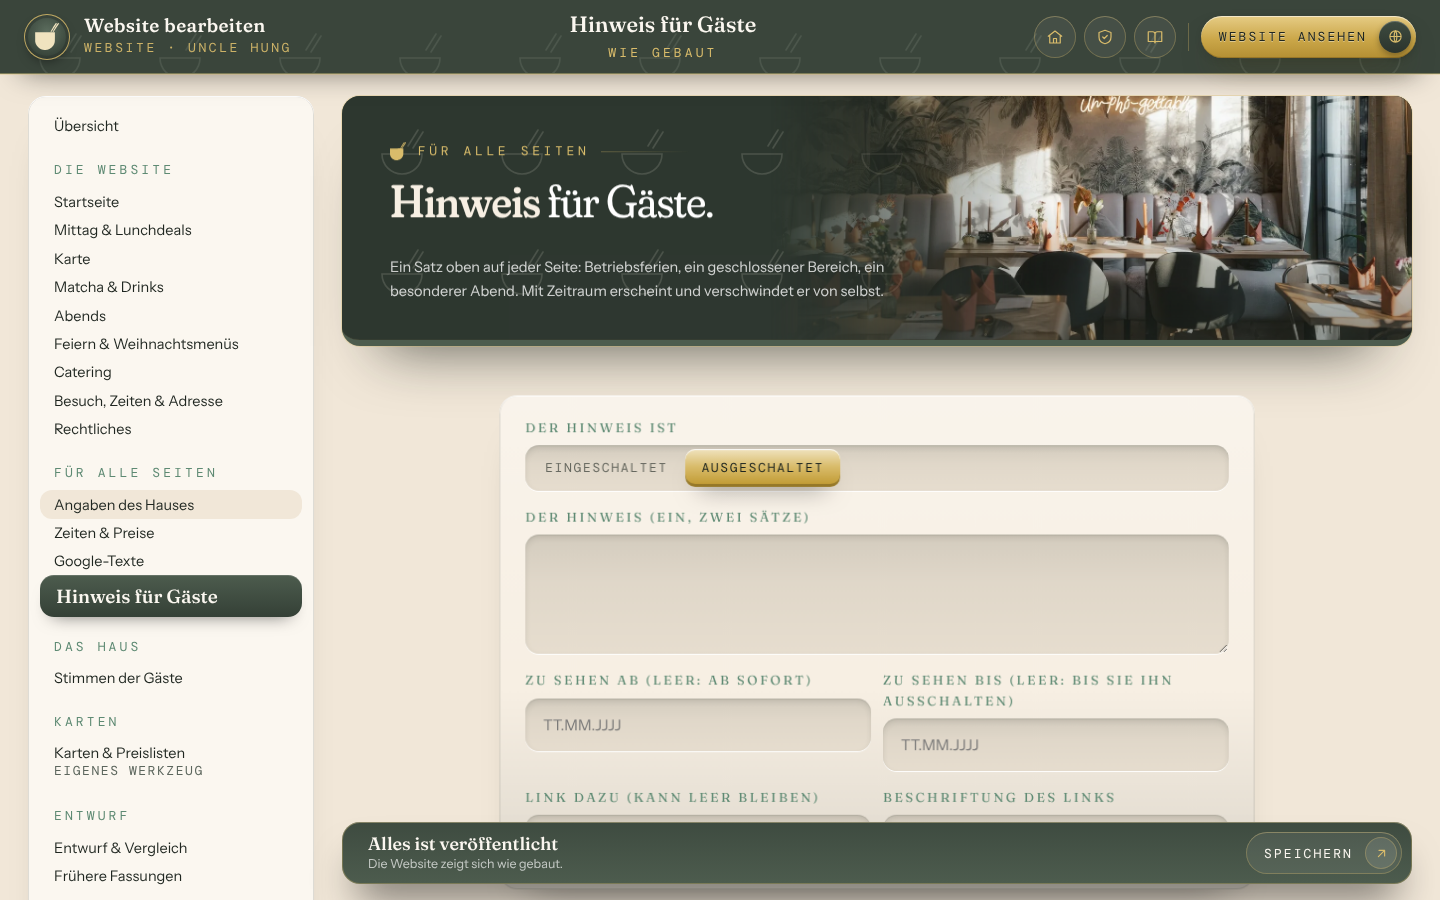 Website bearbeiten
WEBSITE · UNCLE HUNG
Hinweis für Gäste
WIE GEBAUT
WEBSITE ANSEHEN
Übersicht
DIE WEBSITE
Startseite
Mittag & Lunchdeals
Karte
Matcha & Drinks
Abends
Feiern & Weihnachtsmenüs
Catering
Besuch, Zeiten & Adresse
Rechtliches
FÜR ALLE SEITEN
Angaben des Hauses
Zeiten & Preise
Google-Texte
Hinweis für Gäste
DAS HAUS
Stimmen der Gäste
KARTEN
Karten & Preislisten
EIGENES WERKZEUG
ENTWURF
Entwurf & Vergleich
Frühere Fassungen
Um-Phở-gettable
FÜR ALLE SEITEN
Hinweis für Gäste.
Ein Satz oben auf jeder Seite: Betriebsferien, ein geschlossener Bereich, ein
besonderer Abend. Mit Zeitraum erscheint und verschwindet er von selbst.
DER HINWEIS IST
EINGESCHALTET
AUSGESCHALTET
DER HINWEIS (EIN, ZWEI SÄTZE)
ZU SEHEN AB (LEER: AB SOFORT)
TT.MM.JJJJ
ZU SEHEN BIS (LEER: BIS SIE IHN
AUSSCHALTEN)
TT.MM.JJJJ
LINK DAZU (KANN LEER BLEIBEN)
BESCHRIFTUNG DES LINKS
Alles ist veröffentlicht
Die Website zeigt sich wie gebaut.
SPEICHERN